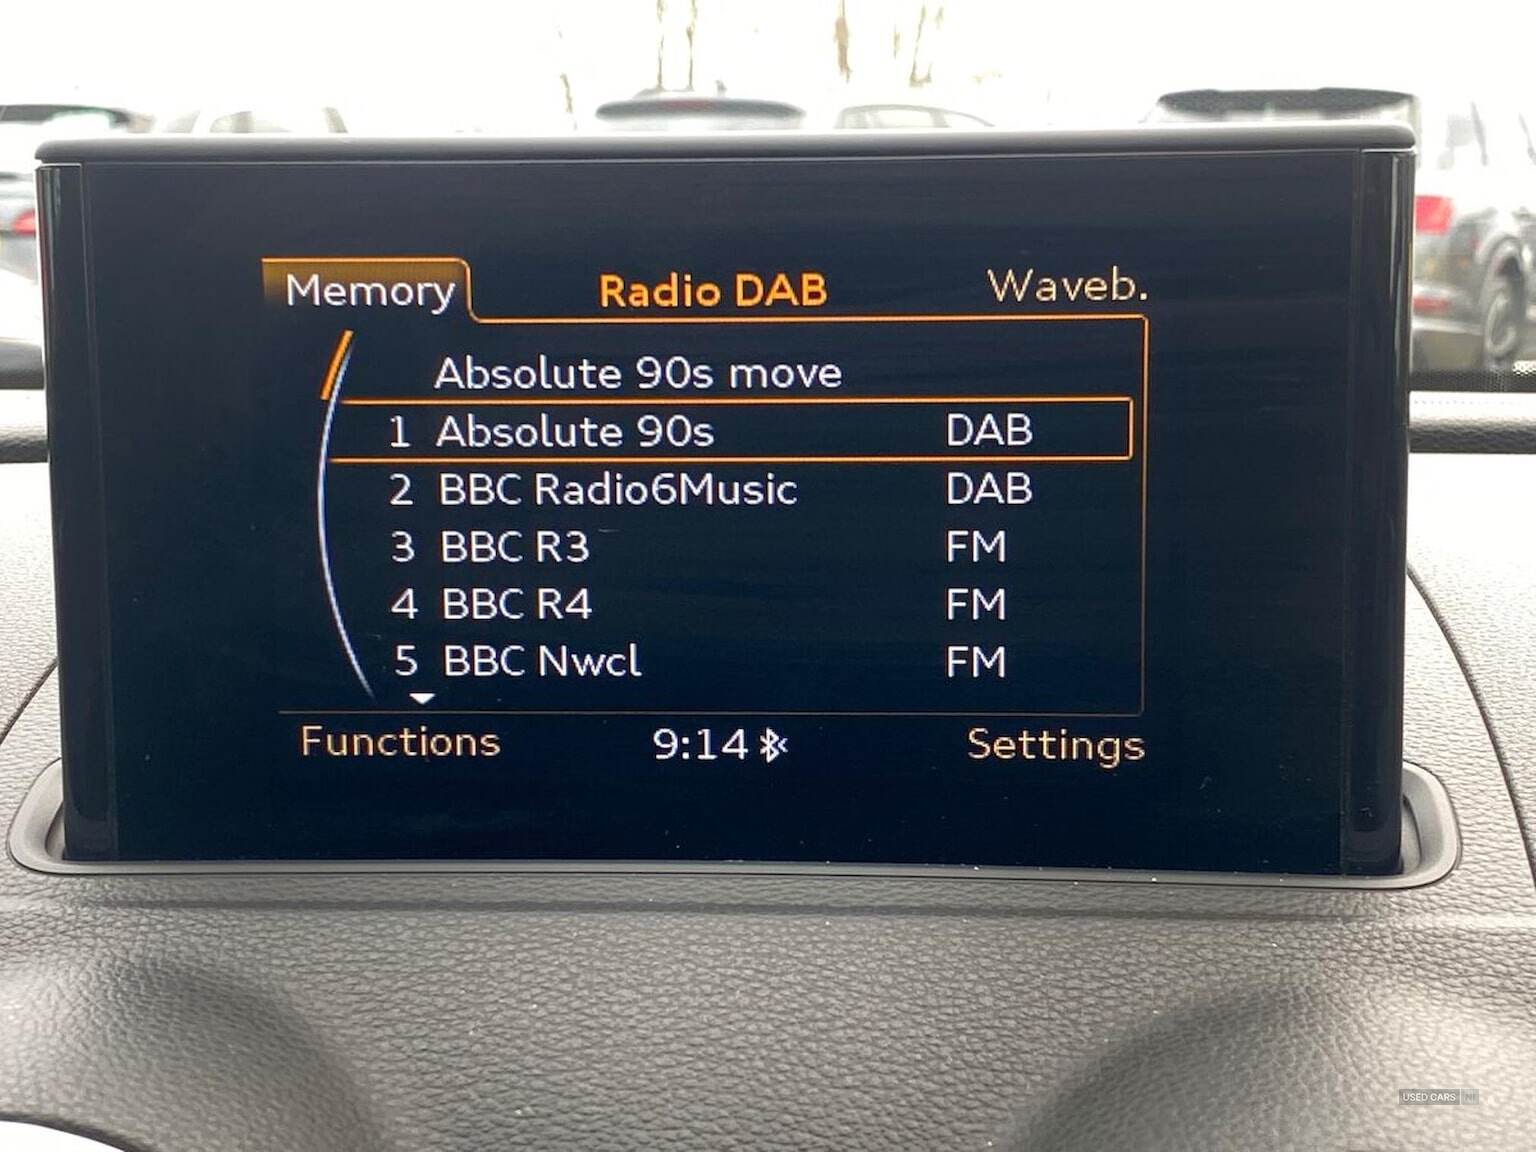 Memory Radio DAB Waveb.
Absolute 90s move
1 Absolute 90s DAB
2 BBC Radio6Music DAB
3 BBC R3 FM
4 BBC R4 FM
5 BBC Nwcl FM
Functions 9:14 Settings
USED CARS NI